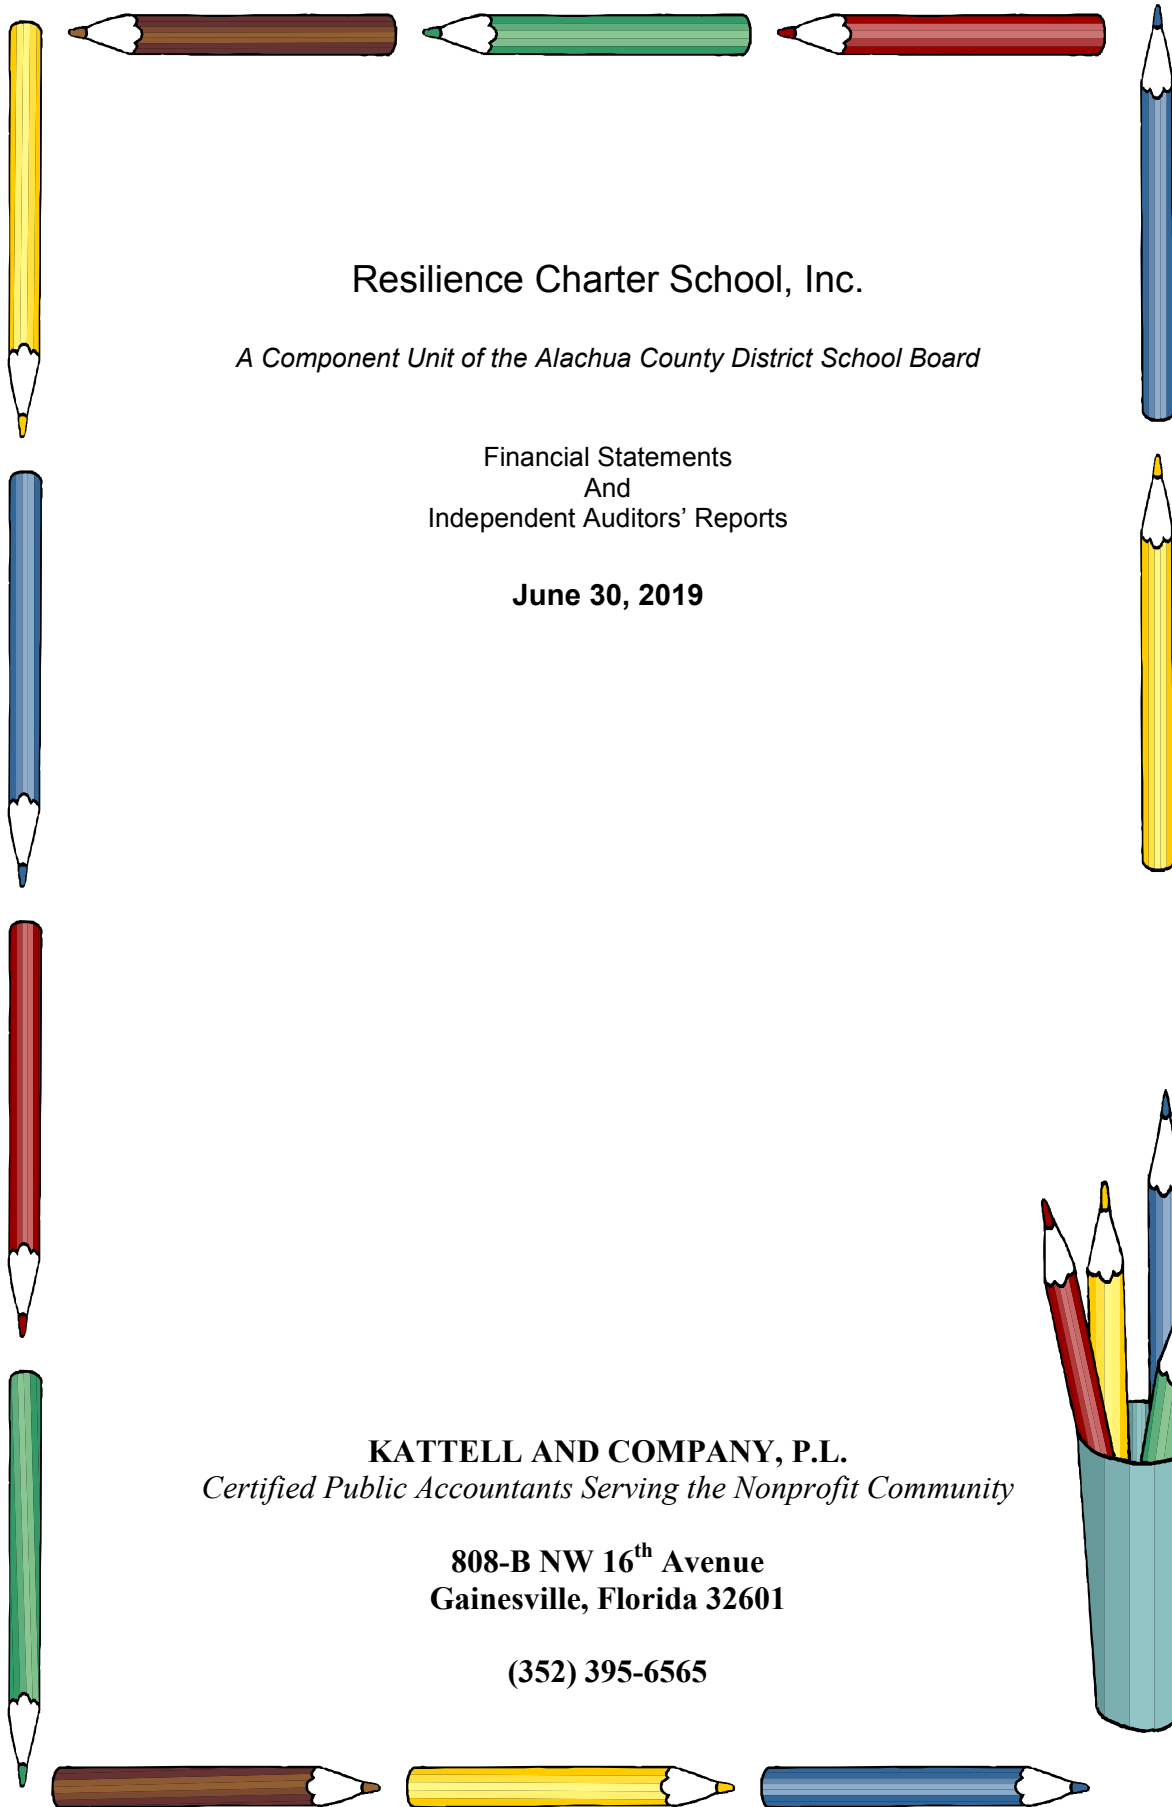 Resilience Charter School, Inc.
A Component Unit of the Alachua County District School Board
Financial Statements
And
Independent Auditors’ Reports
June 30, 2019
KATTELL AND COMPANY, P.L.
Certified Public Accountants Serving the Nonprofit Community
808-B NW 16th Avenue
Gainesville, Florida 32601
(352) 395-6565